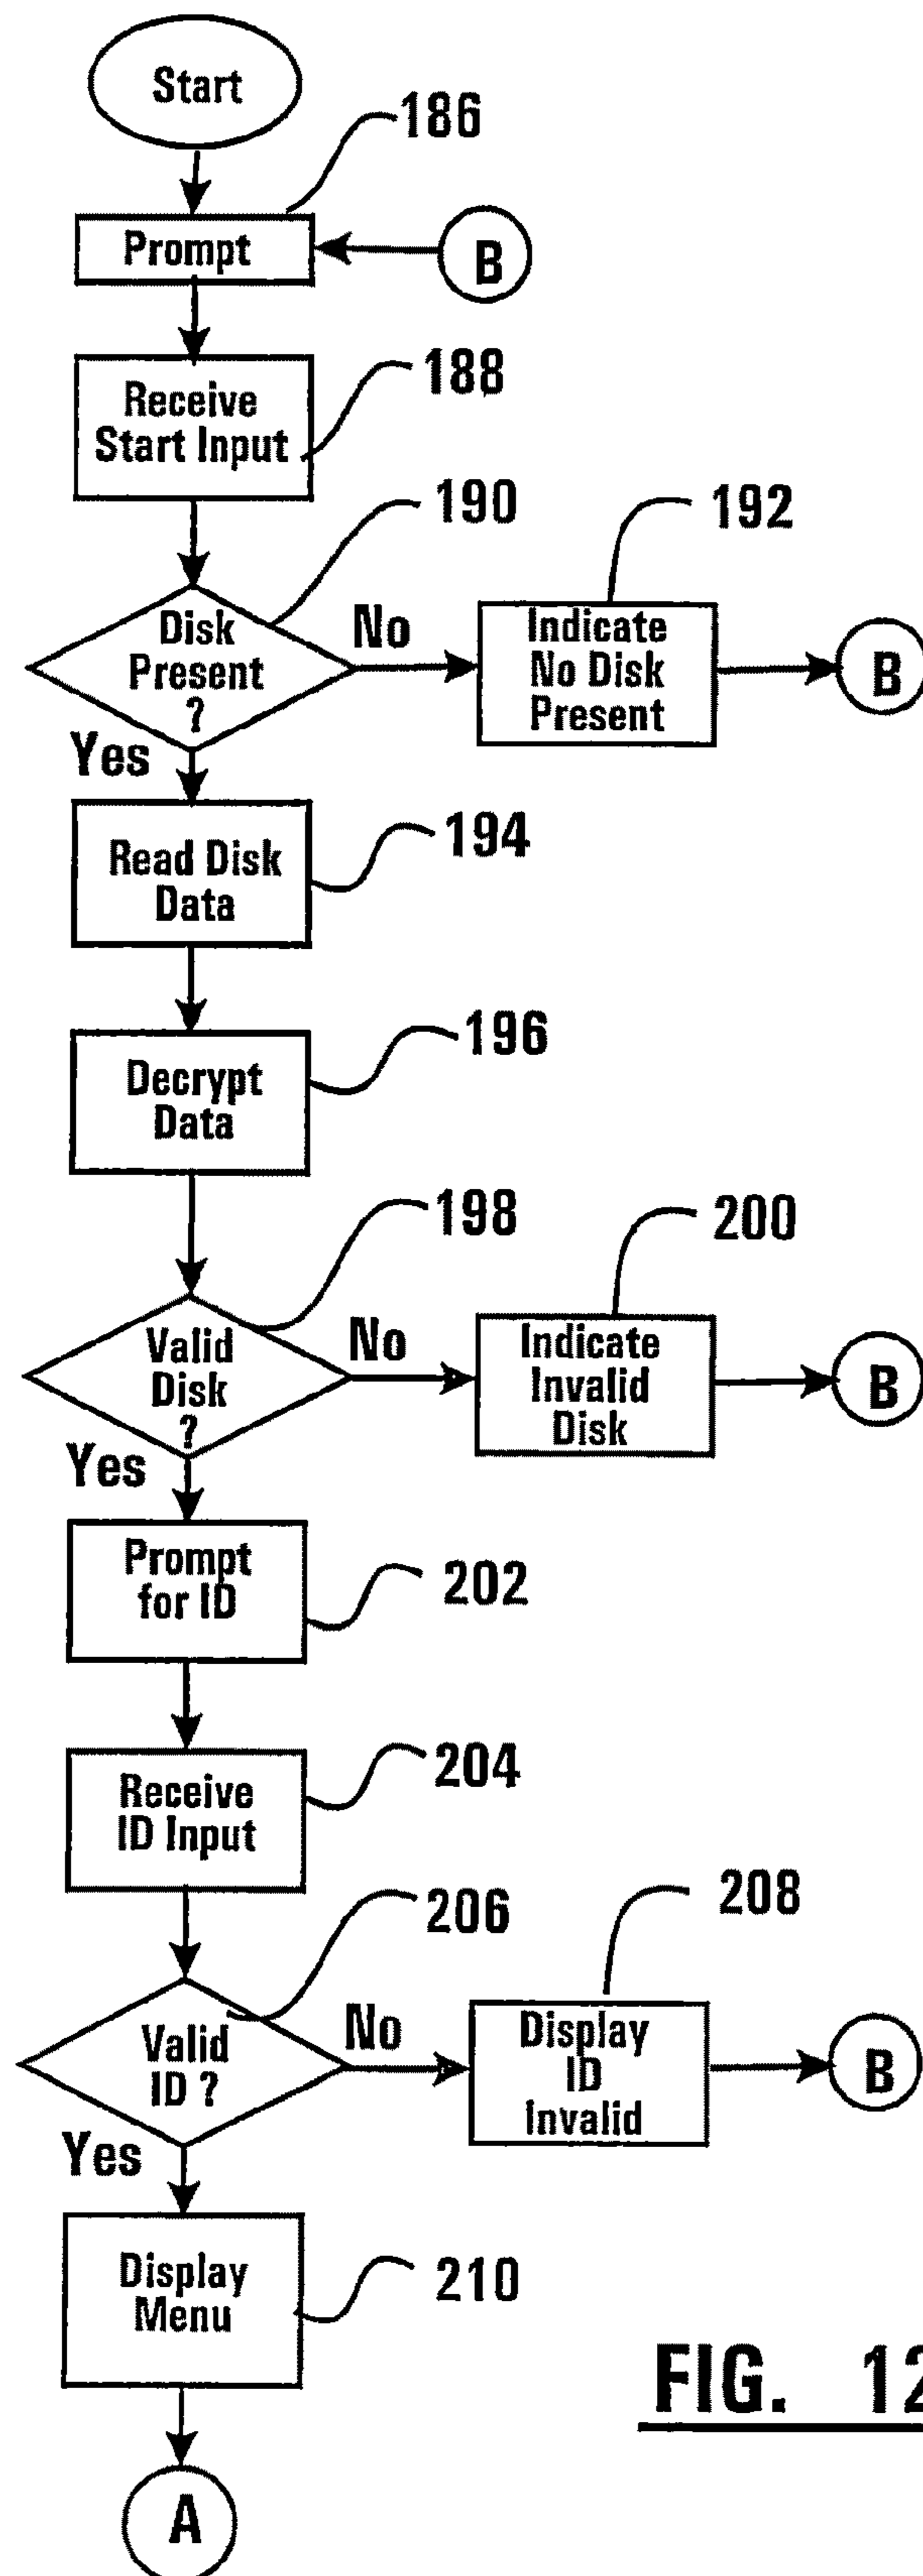 Start
186
Prompt
B
188
Receive
Start Input
190
192
Disk
Present
?
No
Indicate
No Disk
Present
B
Yes
194
Read Disk
Data
196
Decrypt
Data
198
200
Valid
Disk
?
No
Indicate
Invalid
Disk
B
Yes
Prompt
for ID
202
204
Receive
ID Input
206
208
Valid
ID ?
No
Display
ID
Invalid
B
Yes
Display
Menu
210
FIG. 12
A